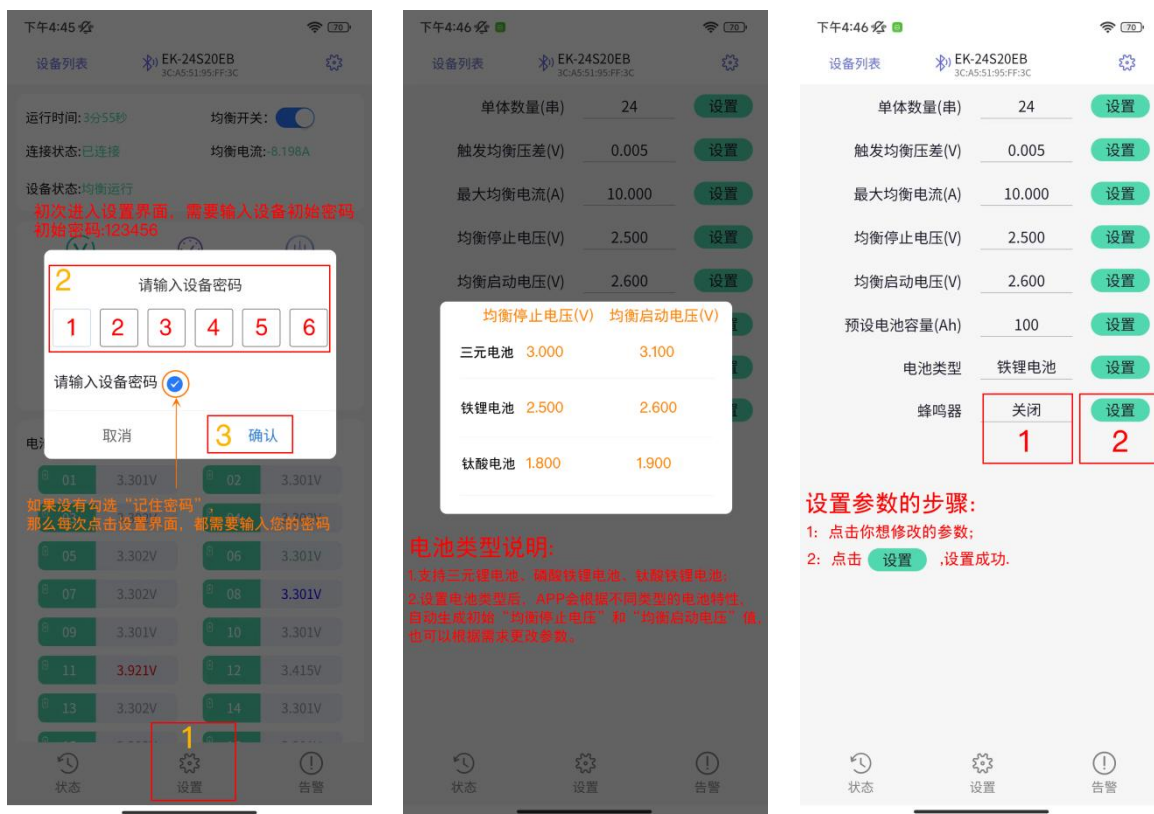 下午4:45
70
设备列表
EK-24S20EB
3C:A5:51:95:FF:3C
运行时间:3分55秒
均衡开关:
连接状态:已连接
均衡电流:-8.198A
设备状态:均衡运行
初次进入设置界面，需要输入设备初始密码
初始密码:123456
2
请输入设备密码
1 2 3 4 5 6
请输入设备密码
取消
3 确认
01 3.301V 02 3.301V
如果没有勾选“记住密码”，
那么每次点击设置界面，都需要输入您的密码
05 3.302V 06 3.301V
07 3.302V 08 3.301V
09 3.301V 10 3.301V
11 3.921V 12 3.415V
13 3.302V 14 3.301V
1
状态 设置 告警
下午4:46
70
设备列表
EK-24S20EB
3C:A5:51:95:FF:3C
单体数量(串) 24 设置
触发均衡压差(V) 0.005 设置
最大均衡电流(A) 10.000 设置
均衡停止电压(V) 2.500 设置
均衡启动电压(V) 2.600 设置
均衡停止电压(V) 均衡启动电压(V)
三元电池 3.000 3.100
铁锂电池 2.500 2.600
钛酸电池 1.800 1.900
电池类型说明:
1.支持三元锂电池、磷酸铁锂电池、钛酸铁锂电池;
2.设置电池类型后，APP会根据不同类型的电池特性,
自动生成初始“均衡停止电压”和“均衡启动电压”值,
也可以根据需求更改参数。
状态 设置 告警
下午4:46
70
设备列表
EK-24S20EB
3C:A5:51:95:FF:3C
单体数量(串) 24 设置
触发均衡压差(V) 0.005 设置
最大均衡电流(A) 10.000 设置
均衡停止电压(V) 2.500 设置
均衡启动电压(V) 2.600 设置
预设电池容量(Ah) 100 设置
电池类型 铁锂电池 设置
蜂鸣器 关闭 设置
1 2
设置参数的步骤:
1: 点击你想修改的参数;
2: 点击 设置 ,设置成功.
状态 设置 告警